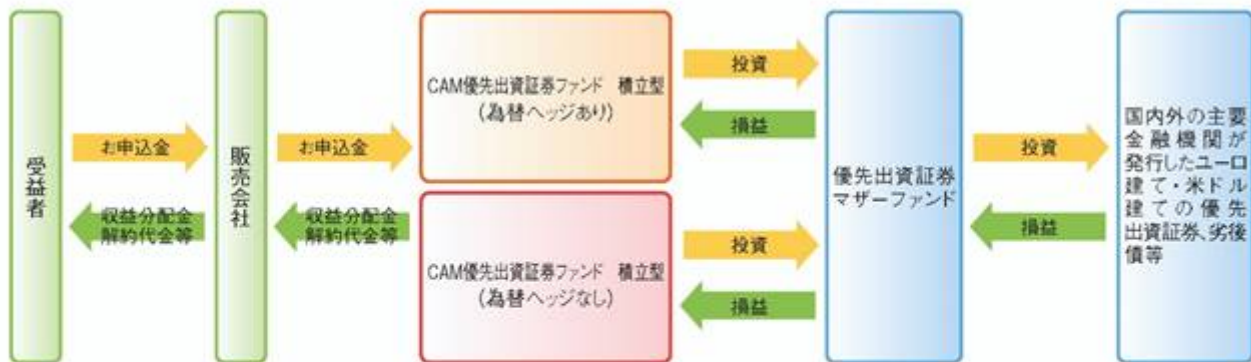 受益者
お申込金
収益分配金
解約代金等
販売会社
お申込金
収益分配金
解約代金等
CAM優先出資証券ファンド 積立型
(為替ヘッジあり)
CAM優先出資証券ファンド 積立型
(為替ヘッジなし)
投資
損益
投資
損益
優先出資証券
マザーファンド
投資
損益
国内外の主要
金融機関が
発行したユーロ
建て・米ドル
建ての優先
出資証券、劣後
債等